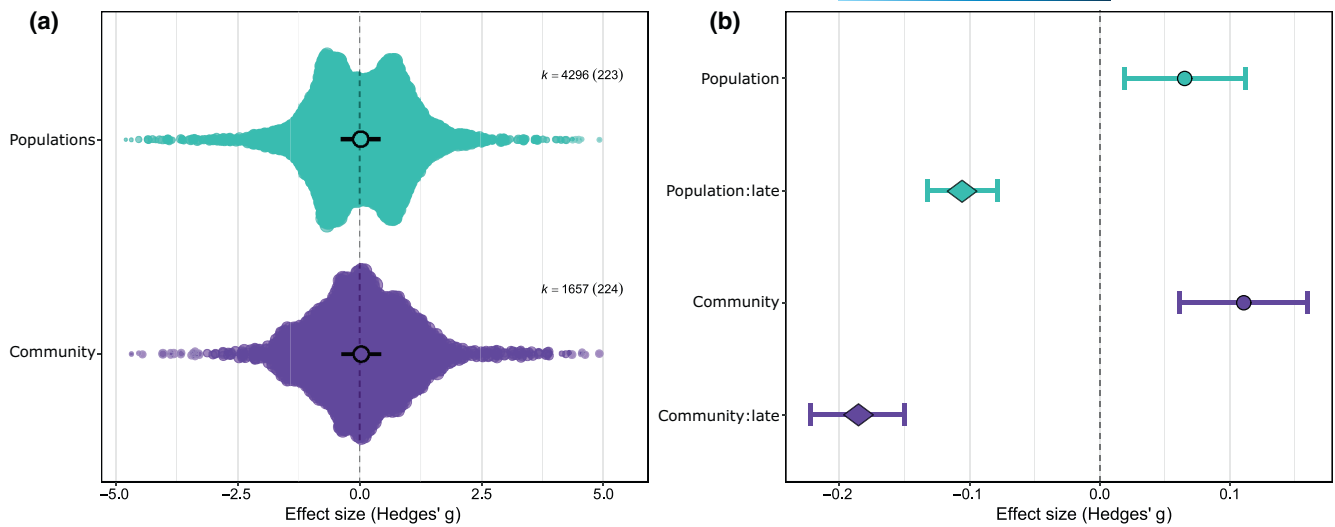 (a)
k = 4296 (223)
Populations
k = 1657 (224)
Community
−5.0 −2.5 0.0 2.5 5.0
Effect size (Hedges' g)
(b)
Population
Population:late
Community
Community:late
−0.2 −0.1 0.0 0.1
Effect size (Hedges' g)